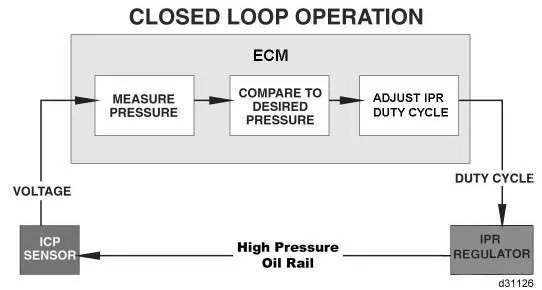 CLOSED LOOP OPERATION
ECM
MEASURE
PRESSURE
COMPARE TO
DESIRED
PRESSURE
ADJUST IPR
DUTY CYCLE
VOLTAGE
DUTY CYCLE
ICP
SENSOR
High Pressure
Oil Rail
IPR
REGULATOR
d31126